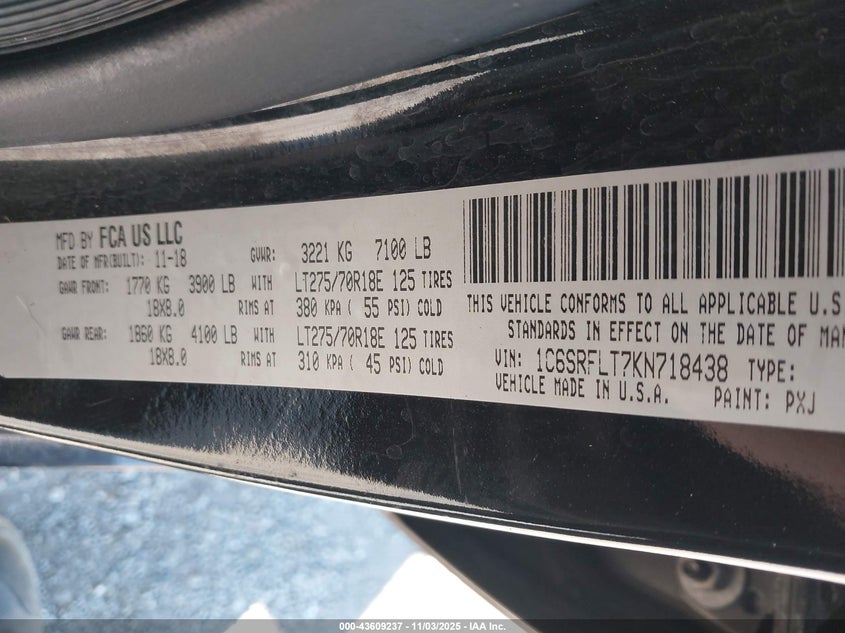 MFD BY FCA US LLC
DATE OF MFR(BUILT): 11-18 GVWR: 3221 KG 7100 LB
GAWR FRONT: 1770 KG 3900 LB WITH LT275/70R18E 125 TIRES
18X8.0 RIMS AT 380 KPA ( 55 PSI) COLD
GAWR REAR: 1860 KG 4100 LB WITH LT275/70R18E 125 TIRES
18X8.0 RIMS AT 310 KPA ( 45 PSI) COLD
THIS VEHICLE CONFORMS TO ALL APPLICABLE U.S
STANDARDS IN EFFECT ON THE DATE OF MAN
VIN: 1C6SRFLT7KN718438 TYPE:
VEHICLE MADE IN U.S.A. PAINT: PXJ
000-43609237 - 11/03/2025 - IAA Inc.